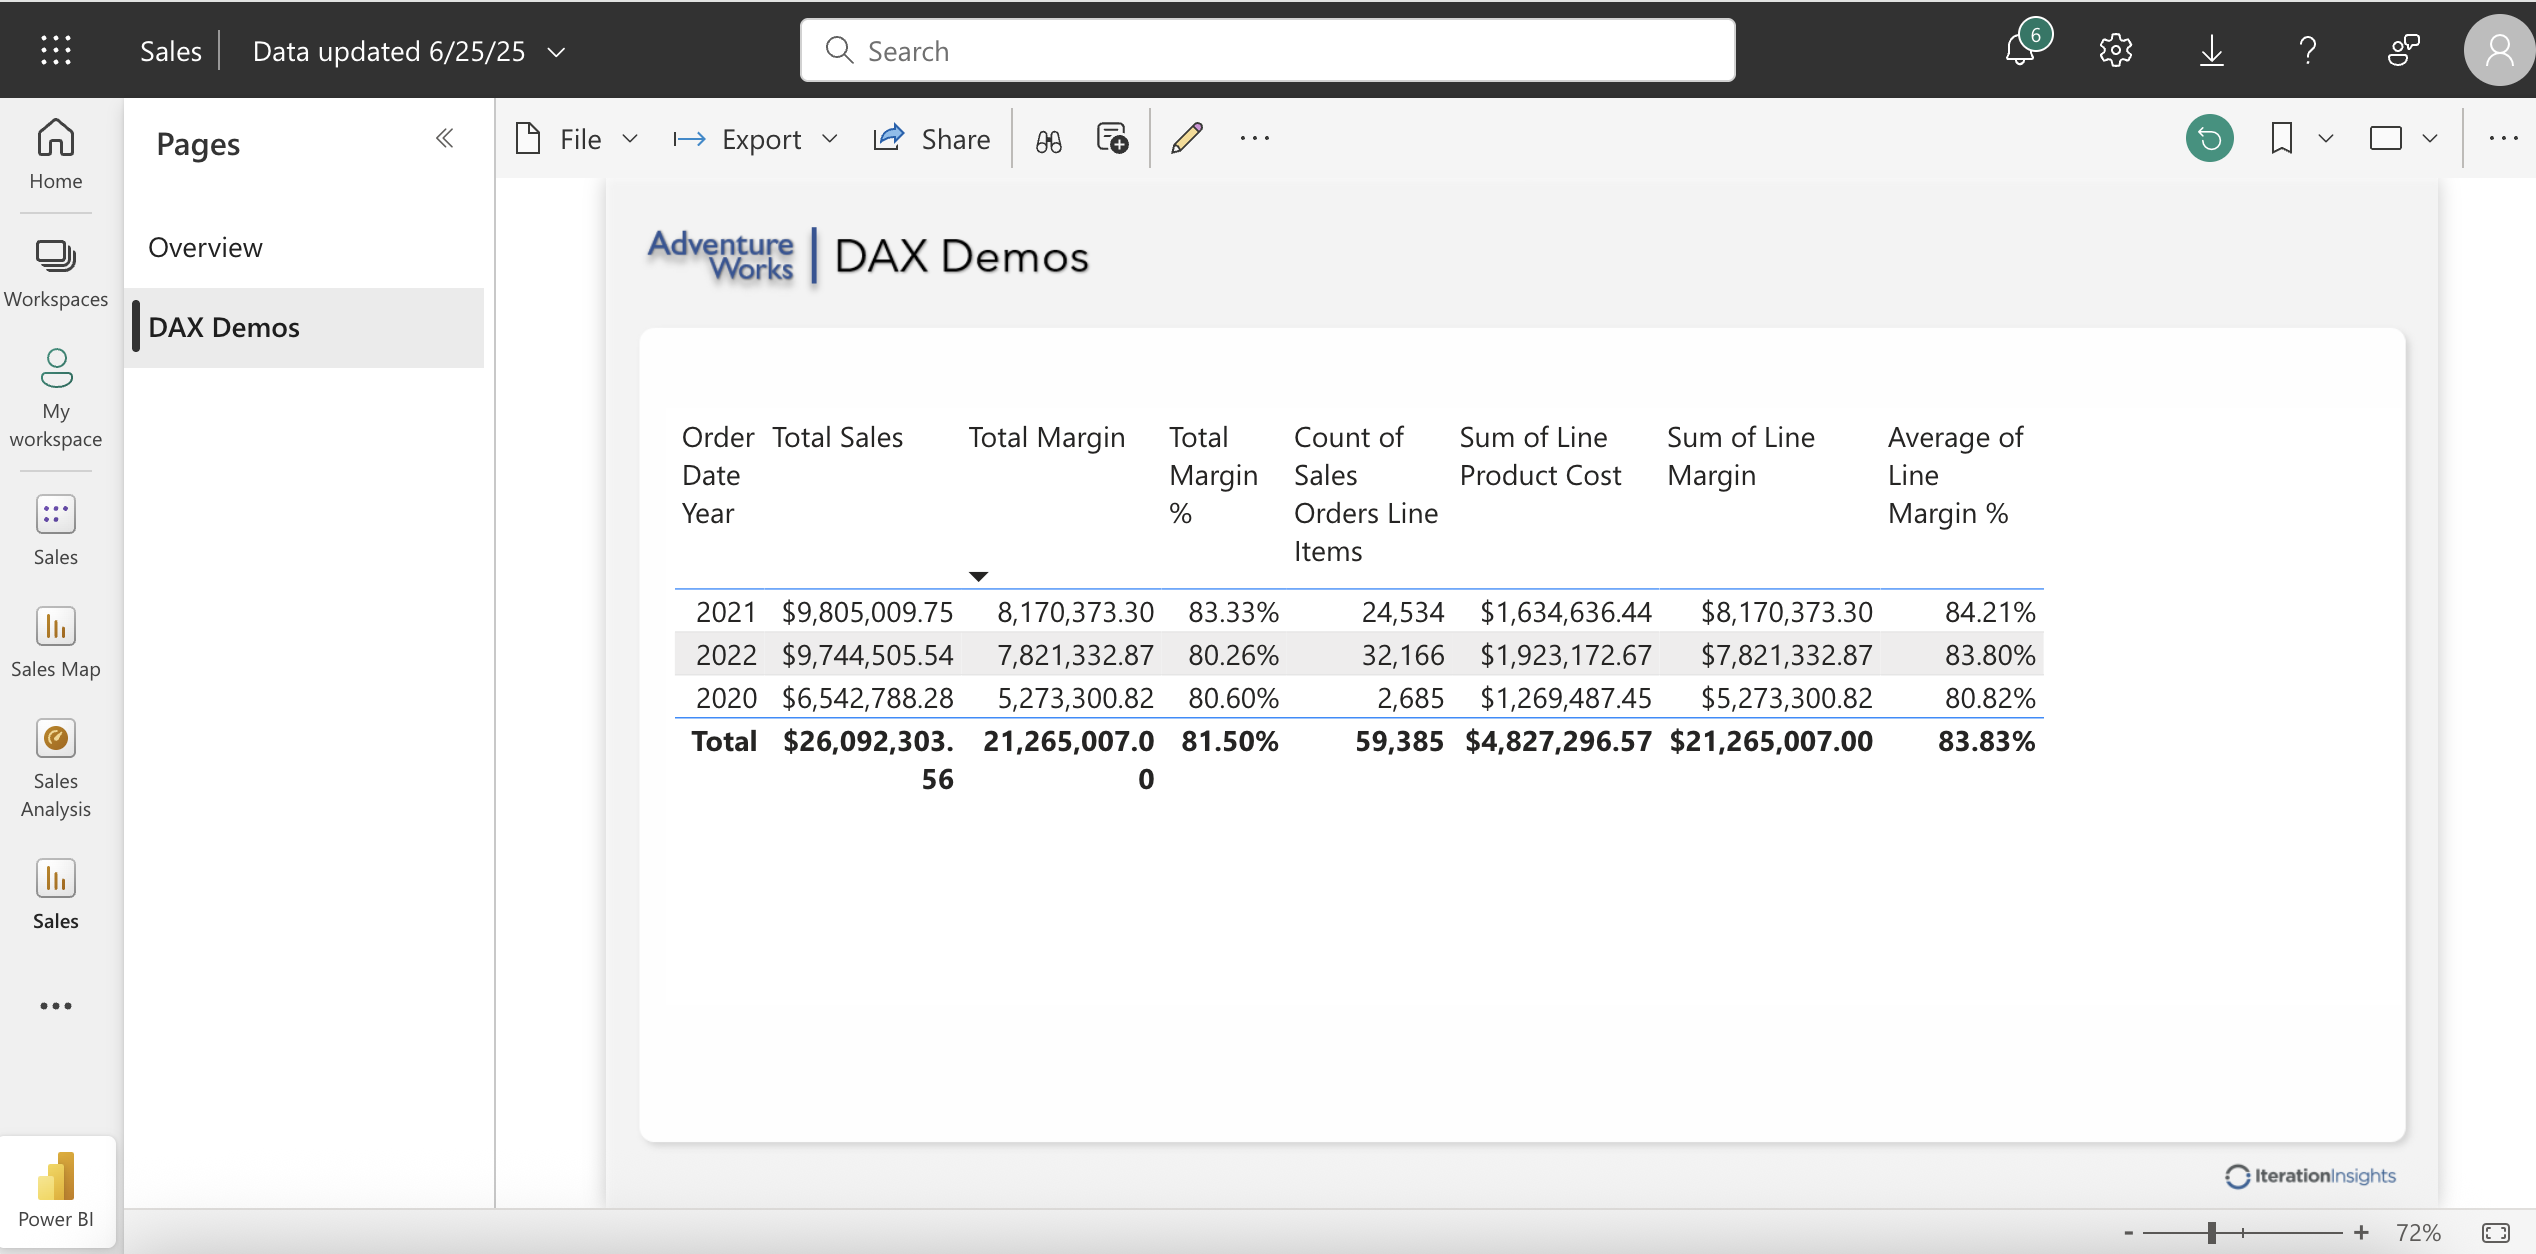 Sales
Data updated 6/25/25
Search
6
Home
Workspaces
My
workspace
Sales
Sales Map
Sales
Analysis
Sales
Power BI
Pages
Overview
DAX Demos
File
Export
Share
Adventure
Works
DAX Demos
Order Date Year Total Sales Total Margin Total Margin % Count of Sales Orders Line Items Sum of Line Product Cost Sum of Line Margin Average of Line Margin %
2021 $9,805,009.75 8,170,373.30 83.33% 24,534 $1,634,636.44 $8,170,373.30 84.21%
2022 $9,744,505.54 7,821,332.87 80.26% 32,166 $1,923,172.67 $7,821,332.87 83.80%
2020 $6,542,788.28 5,273,300.82 80.60% 2,685 $1,269,487.45 $5,273,300.82 80.82%
Total $26,092,303.56 21,265,007.00 81.50% 59,385 $4,827,296.57 $21,265,007.00 83.83%
IterationInsights
- + 72%